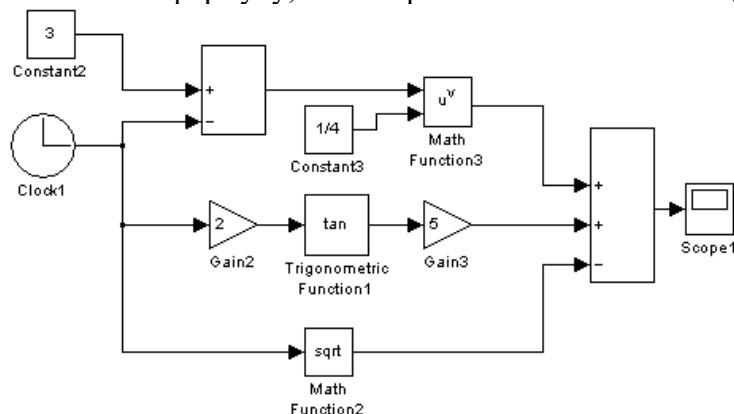 3
Constant2
+
−
Clock1
1/4
Constant3
u^v
Math
Function3
2
Gain2
tan
Trigonometric
Function1
5
Gain3
+
+
−
Scope1
sqrt
Math
Function2